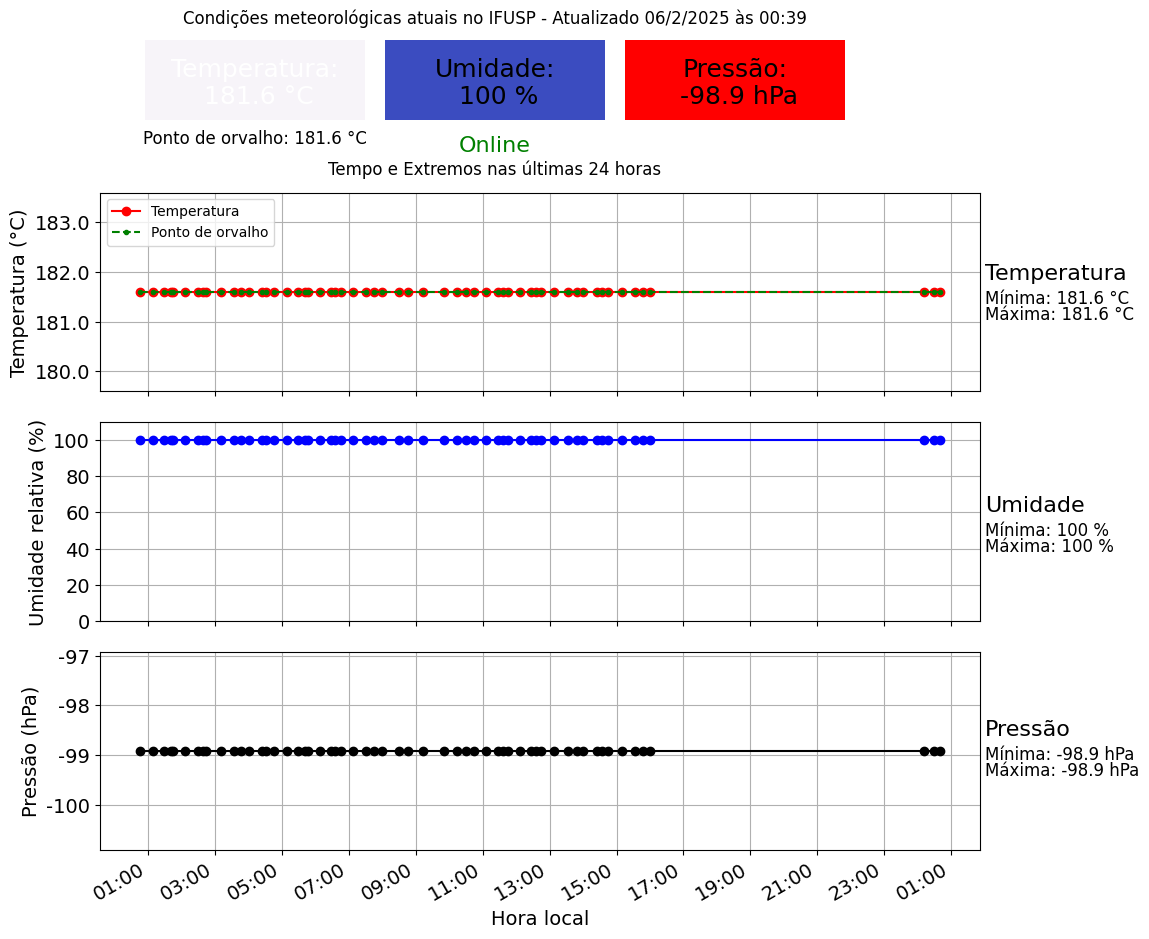 Condições meteorológicas atuais no IFUSP - Atualizado 06/2/2025 às 00:39
Temperatura:
181.6 °C
Umidade:
100 %
Pressão:
-98.9 hPa
Ponto de orvalho: 181.6 °C
Online
Tempo e Extremos nas últimas 24 horas
Temperatura (°C)
183.0
182.0
181.0
180.0
Temperatura
Ponto de orvalho
Temperatura
Mínima: 181.6 °C
Máxima: 181.6 °C
Umidade relativa (%)
100
80
60
40
20
0
Umidade
Mínima: 100 %
Máxima: 100 %
Pressão (hPa)
-97
-98
-99
-100
Pressão
Mínima: -98.9 hPa
Máxima: -98.9 hPa
01:00
03:00
05:00
07:00
09:00
11:00
13:00
15:00
17:00
19:00
21:00
23:00
01:00
Hora local